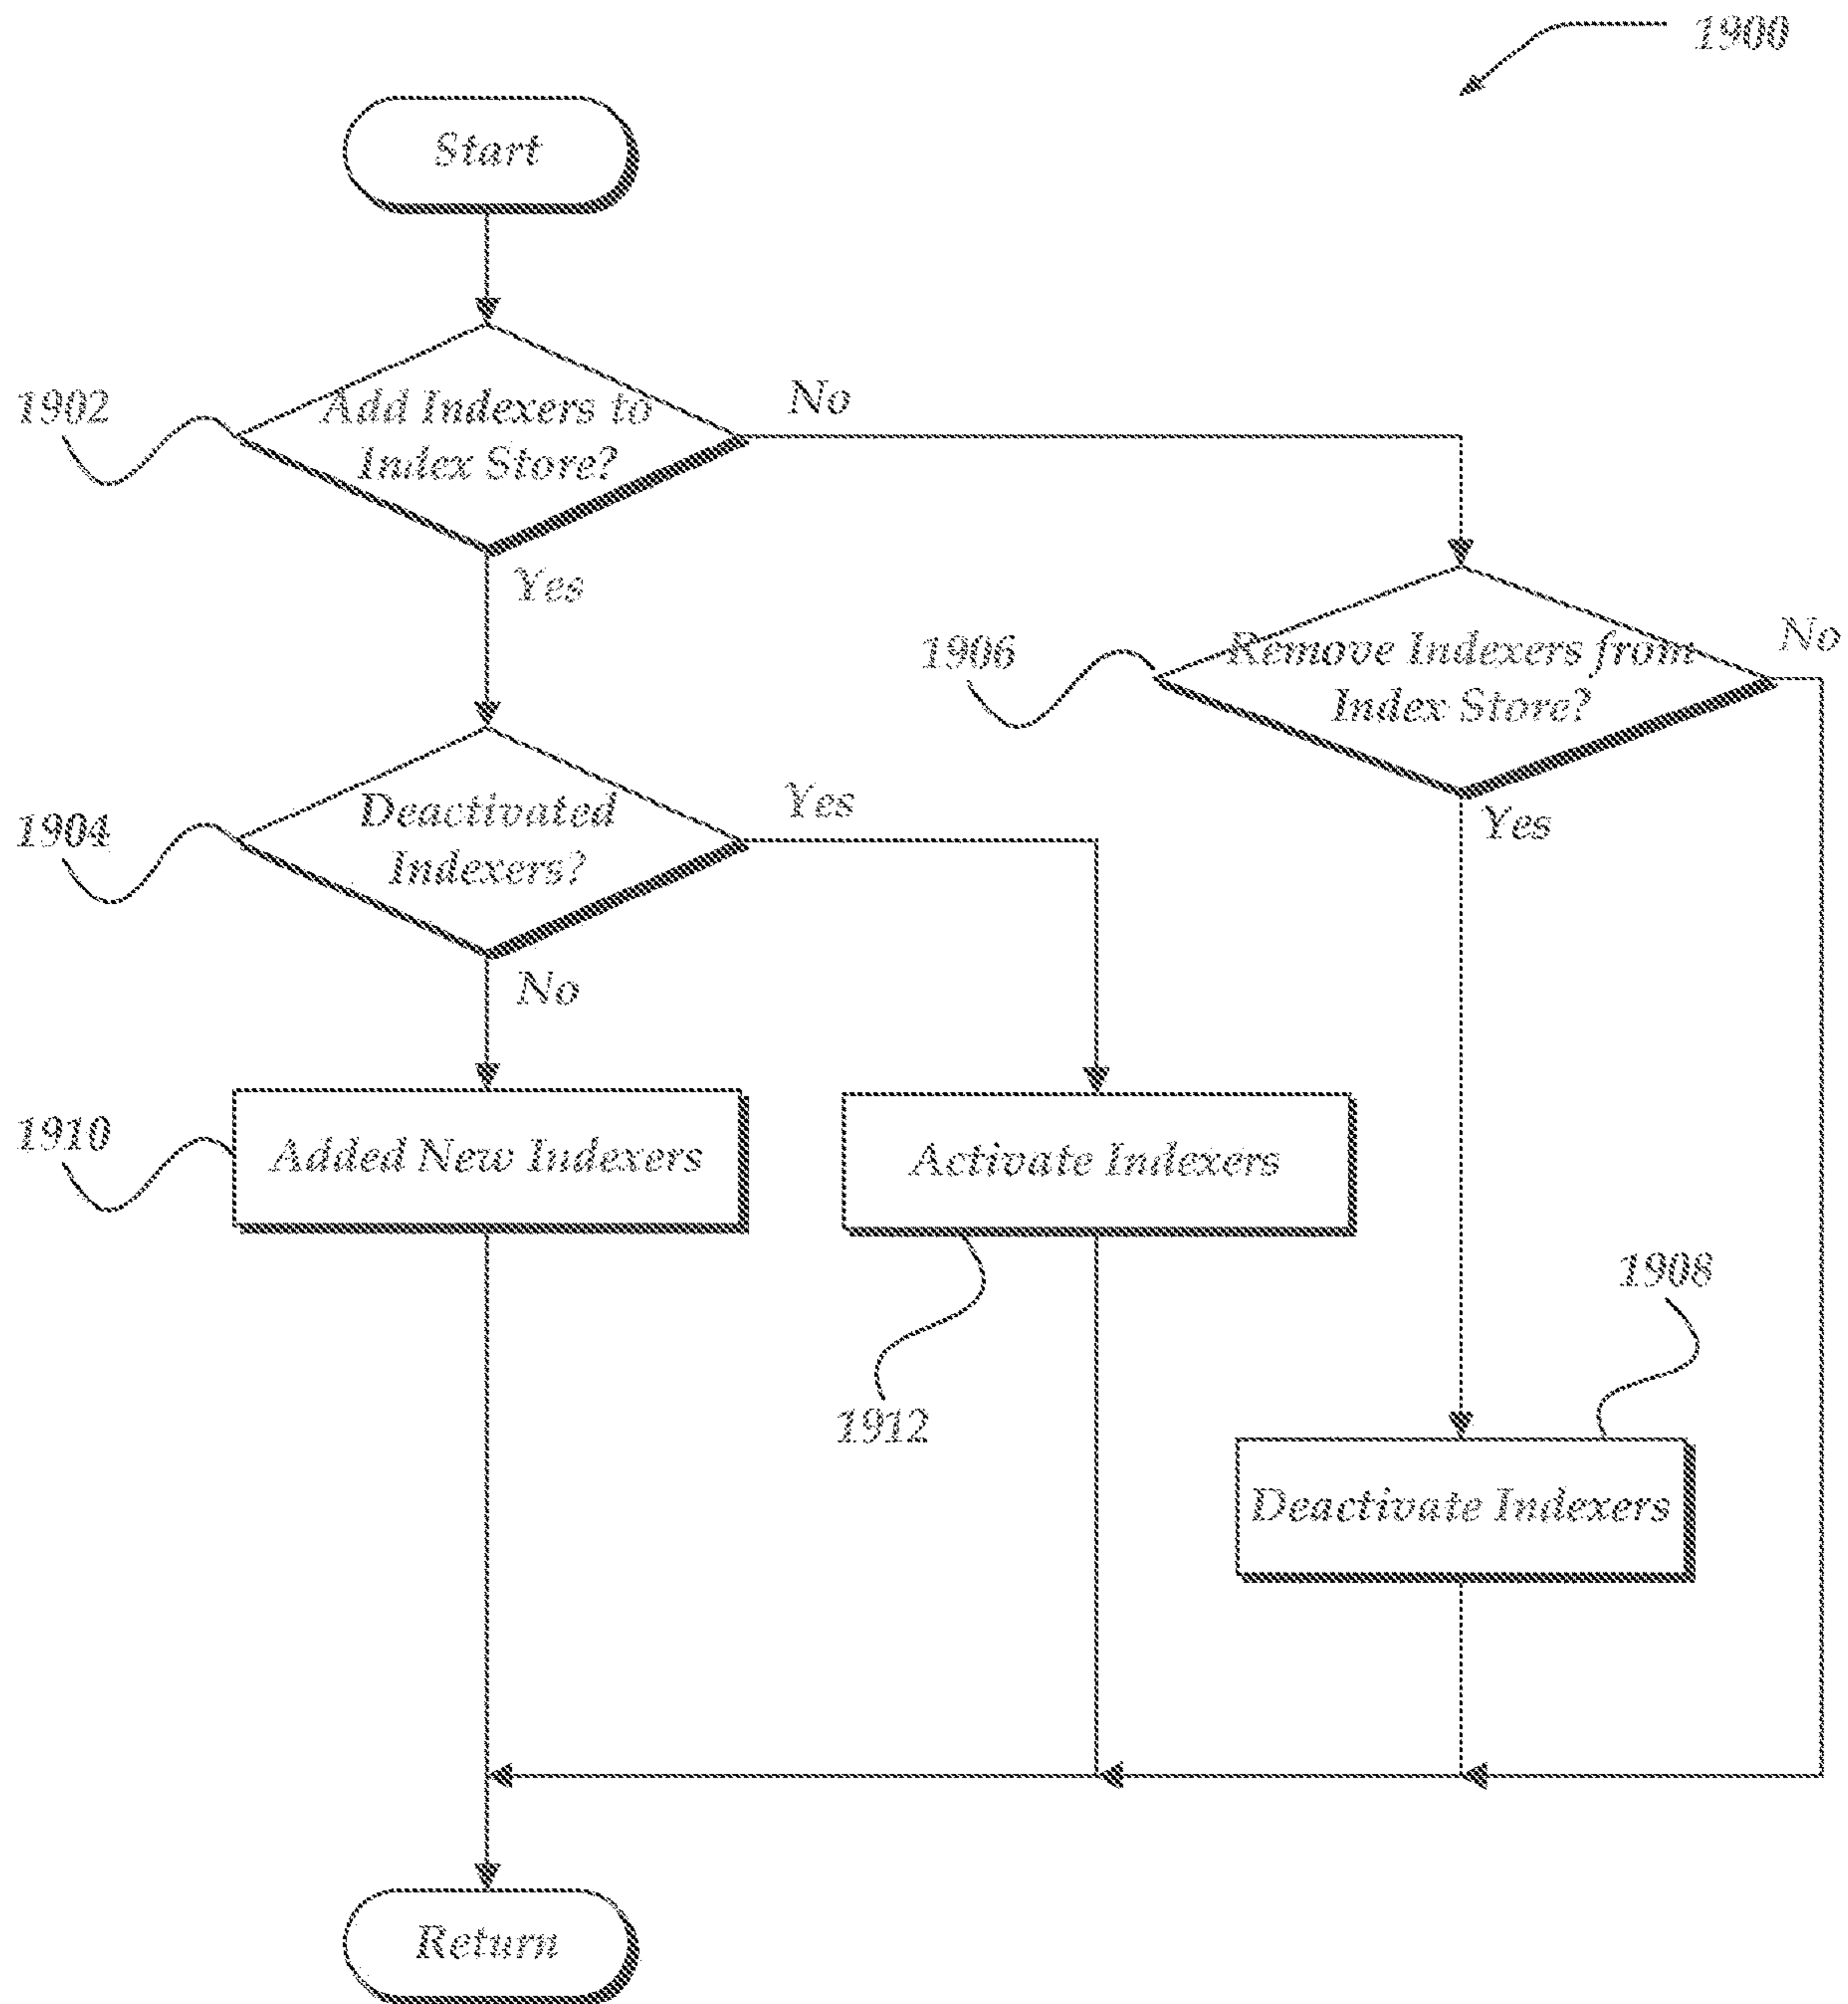 1900
Start
1902
Add Indexers to
Index Store?
No
Yes
1906
Remove Indexers from
Index Store?
No
Yes
1904
Deactivated
Indexers?
Yes
No
1910
Added New Indexers
Activate Indexers
1912
1908
Deactivate Indexers
Return